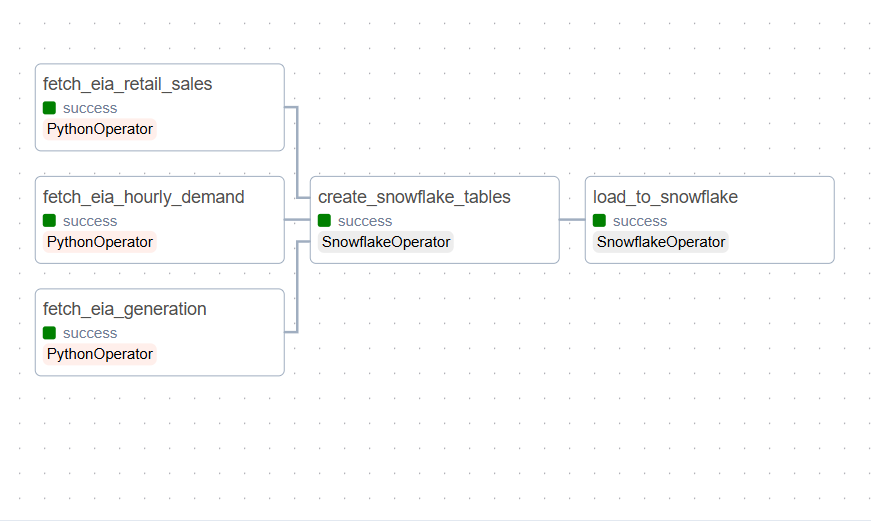 fetch_eia_retail_sales
success
PythonOperator
fetch_eia_hourly_demand
success
PythonOperator
fetch_eia_generation
success
PythonOperator
create_snowflake_tables
success
SnowflakeOperator
load_to_snowflake
success
SnowflakeOperator